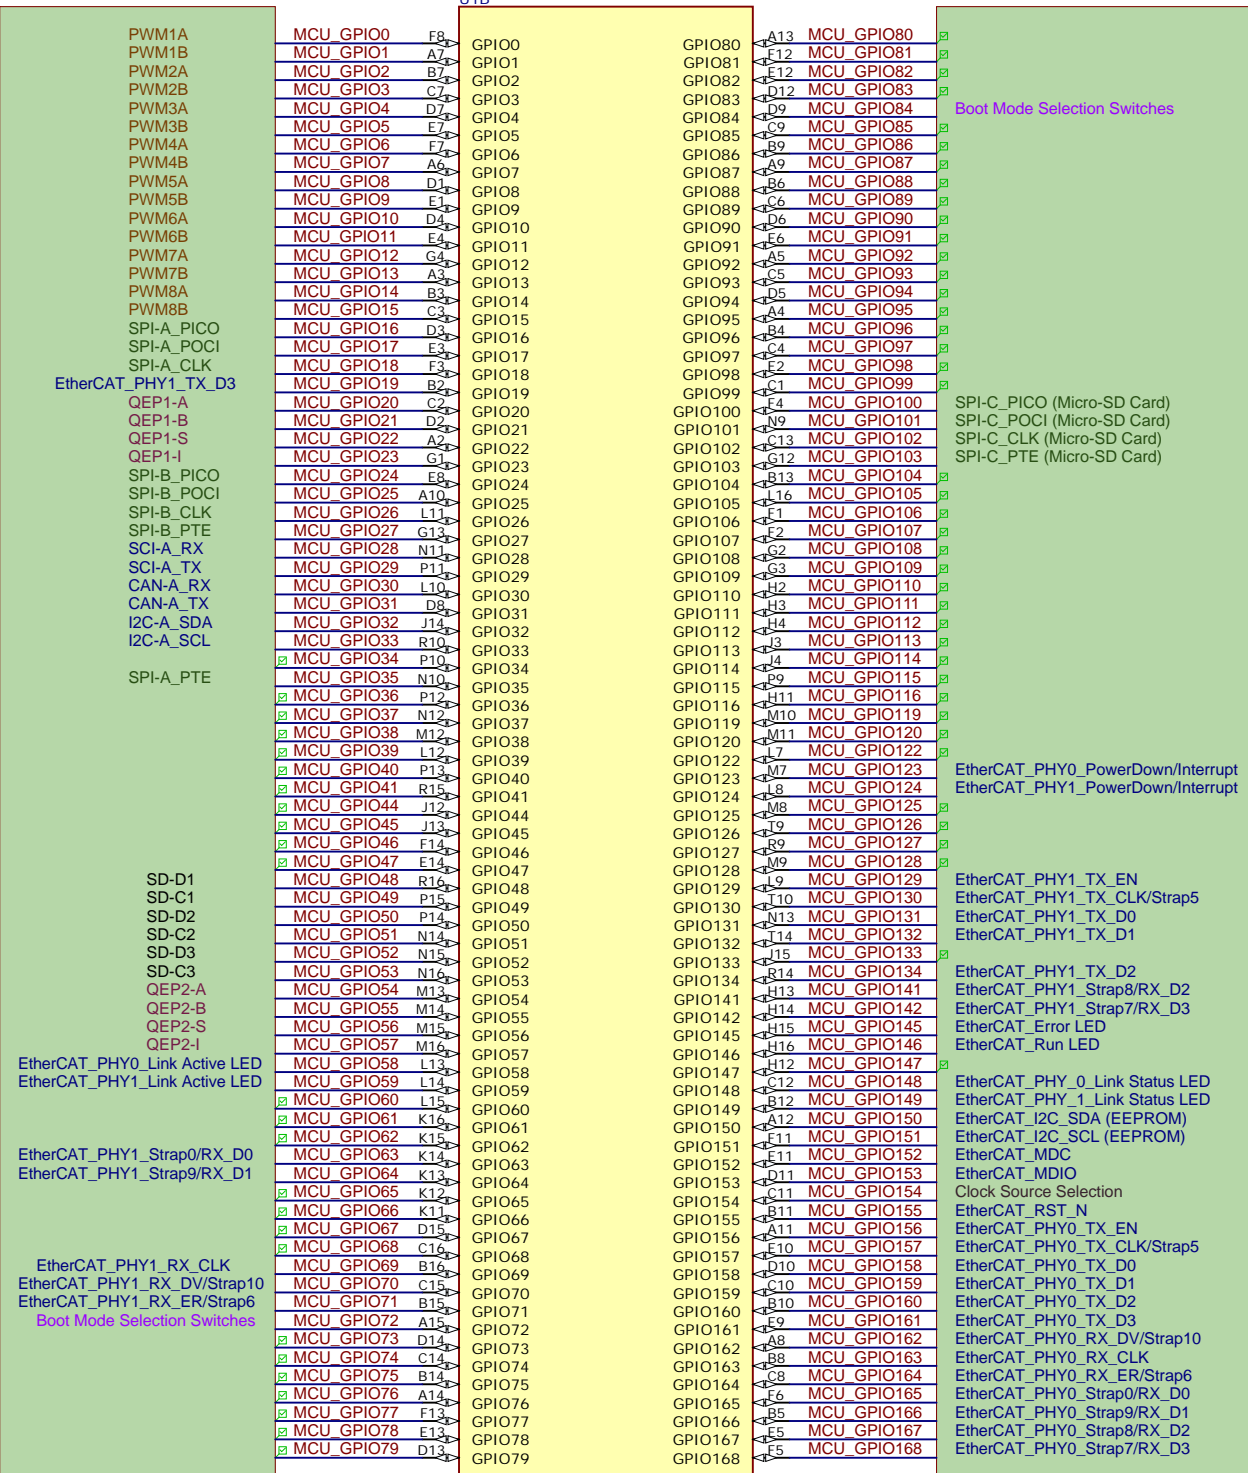 PWM1A MCU_GPIO0 F8 GPIO0 GPIO80 A13 MCU_GPIO80
PWM1B MCU_GPIO1 A7 GPIO1 GPIO81 F12 MCU_GPIO81
PWM2A MCU_GPIO2 B7 GPIO2 GPIO82 E12 MCU_GPIO82
PWM2B MCU_GPIO3 C7 GPIO3 GPIO83 D12 MCU_GPIO83
PWM3A MCU_GPIO4 D7 GPIO4 GPIO84 D9 MCU_GPIO84 Boot Mode Selection Switches
PWM3B MCU_GPIO5 E7 GPIO5 GPIO85 C9 MCU_GPIO85
PWM4A MCU_GPIO6 F7 GPIO6 GPIO86 B9 MCU_GPIO86
PWM4B MCU_GPIO7 A6 GPIO7 GPIO87 A9 MCU_GPIO87
PWM5A MCU_GPIO8 D1 GPIO8 GPIO88 B6 MCU_GPIO88
PWM5B MCU_GPIO9 E1 GPIO9 GPIO89 C6 MCU_GPIO89
PWM6A MCU_GPIO10 D4 GPIO10 GPIO90 D6 MCU_GPIO90
PWM6B MCU_GPIO11 E4 GPIO11 GPIO91 E6 MCU_GPIO91
PWM7A MCU_GPIO12 G4 GPIO12 GPIO92 A5 MCU_GPIO92
PWM7B MCU_GPIO13 A3 GPIO13 GPIO93 C5 MCU_GPIO93
PWM8A MCU_GPIO14 B3 GPIO14 GPIO94 D5 MCU_GPIO94
PWM8B MCU_GPIO15 C3 GPIO15 GPIO95 A4 MCU_GPIO95
SPI-A_PICO MCU_GPIO16 D3 GPIO16 GPIO96 B4 MCU_GPIO96
SPI-A_POCI MCU_GPIO17 E3 GPIO17 GPIO97 C4 MCU_GPIO97
SPI-A_CLK MCU_GPIO18 F3 GPIO18 GPIO98 E2 MCU_GPIO98
EtherCAT_PHY1_TX_D3 MCU_GPIO19 B2 GPIO19 GPIO99 C1 MCU_GPIO99
QEP1-A MCU_GPIO20 C2 GPIO20 GPIO100 F4 MCU_GPIO100 SPI-C_PICO (Micro-SD Card)
QEP1-B MCU_GPIO21 D2 GPIO21 GPIO101 N9 MCU_GPIO101 SPI-C_POCI (Micro-SD Card)
QEP1-S MCU_GPIO22 A2 GPIO22 GPIO102 C13 MCU_GPIO102 SPI-C_CLK (Micro-SD Card)
QEP1-I MCU_GPIO23 G1 GPIO23 GPIO103 G12 MCU_GPIO103 SPI-C_PTE (Micro-SD Card)
SPI-B_PICO MCU_GPIO24 E8 GPIO24 GPIO104 B13 MCU_GPIO104
SPI-B_POCI MCU_GPIO25 A10 GPIO25 GPIO105 L16 MCU_GPIO105
SPI-B_CLK MCU_GPIO26 L11 GPIO26 GPIO106 F1 MCU_GPIO106
SPI-B_PTE MCU_GPIO27 G13 GPIO27 GPIO107 F2 MCU_GPIO107
SCI-A_RX MCU_GPIO28 N11 GPIO28 GPIO108 G2 MCU_GPIO108
SCI-A_TX MCU_GPIO29 P11 GPIO29 GPIO109 G3 MCU_GPIO109
CAN-A_RX MCU_GPIO30 L10 GPIO30 GPIO110 H2 MCU_GPIO110
CAN-A_TX MCU_GPIO31 D8 GPIO31 GPIO111 H3 MCU_GPIO111
I2C-A_SDA MCU_GPIO32 J14 GPIO32 GPIO112 H4 MCU_GPIO112
I2C-A_SCL MCU_GPIO33 R10 GPIO33 GPIO113 J3 MCU_GPIO113
MCU_GPIO34 P10 GPIO34 GPIO114 J4 MCU_GPIO114
SPI-A_PTE MCU_GPIO35 N10 GPIO35 GPIO115 P9 MCU_GPIO115
MCU_GPIO36 P12 GPIO36 GPIO116 H11 MCU_GPIO116
MCU_GPIO37 N12 GPIO37 GPIO119 M10 MCU_GPIO119
MCU_GPIO38 M12 GPIO38 GPIO120 M11 MCU_GPIO120
MCU_GPIO39 L12 GPIO39 GPIO122 L7 MCU_GPIO122
MCU_GPIO40 P13 GPIO40 GPIO123 M7 MCU_GPIO123 EtherCAT_PHY0_PowerDown/Interrupt
MCU_GPIO41 R15 GPIO41 GPIO124 L8 MCU_GPIO124 EtherCAT_PHY1_PowerDown/Interrupt
MCU_GPIO44 J12 GPIO44 GPIO125 M8 MCU_GPIO125
MCU_GPIO45 J13 GPIO45 GPIO126 T9 MCU_GPIO126
MCU_GPIO46 F14 GPIO46 GPIO127 R9 MCU_GPIO127
MCU_GPIO47 E14 GPIO47 GPIO128 M9 MCU_GPIO128
SD-D1 MCU_GPIO48 R16 GPIO48 GPIO129 L9 MCU_GPIO129 EtherCAT_PHY1_TX_EN
SD-C1 MCU_GPIO49 P15 GPIO49 GPIO130 T10 MCU_GPIO130 EtherCAT_PHY1_TX_CLK/Strap5
SD-D2 MCU_GPIO50 P14 GPIO50 GPIO131 N13 MCU_GPIO131 EtherCAT_PHY1_TX_D0
SD-C2 MCU_GPIO51 N14 GPIO51 GPIO132 T14 MCU_GPIO132 EtherCAT_PHY1_TX_D1
SD-D3 MCU_GPIO52 N15 GPIO52 GPIO133 J15 MCU_GPIO133
SD-C3 MCU_GPIO53 N16 GPIO53 GPIO134 R14 MCU_GPIO134 EtherCAT_PHY1_TX_D2
QEP2-A MCU_GPIO54 M13 GPIO54 GPIO141 H13 MCU_GPIO141 EtherCAT_PHY1_Strap8/RX_D2
QEP2-B MCU_GPIO55 M14 GPIO55 GPIO142 H14 MCU_GPIO142 EtherCAT_PHY1_Strap7/RX_D3
QEP2-S MCU_GPIO56 M15 GPIO56 GPIO145 H15 MCU_GPIO145 EtherCAT_Error LED
QEP2-I MCU_GPIO57 M16 GPIO57 GPIO146 H16 MCU_GPIO146 EtherCAT_Run LED
EtherCAT_PHY0_Link Active LED MCU_GPIO58 L13 GPIO58 GPIO147 H12 MCU_GPIO147
EtherCAT_PHY1_Link Active LED MCU_GPIO59 L14 GPIO59 GPIO148 C12 MCU_GPIO148 EtherCAT_PHY_0_Link Status LED
MCU_GPIO60 L15 GPIO60 GPIO149 B12 MCU_GPIO149 EtherCAT_PHY_1_Link Status LED
MCU_GPIO61 K16 GPIO61 GPIO150 A12 MCU_GPIO150 EtherCAT_I2C_SDA (EEPROM)
MCU_GPIO62 K15 GPIO62 GPIO151 F11 MCU_GPIO151 EtherCAT_I2C_SCL (EEPROM)
EtherCAT_PHY1_Strap0/RX_D0 MCU_GPIO63 K14 GPIO63 GPIO152 E11 MCU_GPIO152 EtherCAT_MDC
EtherCAT_PHY1_Strap9/RX_D1 MCU_GPIO64 K13 GPIO64 GPIO153 D11 MCU_GPIO153 EtherCAT_MDIO
MCU_GPIO65 K12 GPIO65 GPIO154 C11 MCU_GPIO154 Clock Source Selection
MCU_GPIO66 K11 GPIO66 GPIO155 B11 MCU_GPIO155 EtherCAT_RST_N
MCU_GPIO67 D15 GPIO67 GPIO156 A11 MCU_GPIO156 EtherCAT_PHY0_TX_EN
MCU_GPIO68 C16 GPIO68 GPIO157 E10 MCU_GPIO157 EtherCAT_PHY0_TX_CLK/Strap5
EtherCAT_PHY1_RX_CLK MCU_GPIO69 B16 GPIO69 GPIO158 D10 MCU_GPIO158 EtherCAT_PHY0_TX_D0
EtherCAT_PHY1_RX_DV/Strap10 MCU_GPIO70 C15 GPIO70 GPIO159 C10 MCU_GPIO159 EtherCAT_PHY0_TX_D1
EtherCAT_PHY1_RX_ER/Strap6 MCU_GPIO71 B15 GPIO71 GPIO160 B10 MCU_GPIO160 EtherCAT_PHY0_TX_D2
Boot Mode Selection Switches MCU_GPIO72 A15 GPIO72 GPIO161 E9 MCU_GPIO161 EtherCAT_PHY0_TX_D3
MCU_GPIO73 D14 GPIO73 GPIO162 A8 MCU_GPIO162 EtherCAT_PHY0_RX_DV/Strap10
MCU_GPIO74 C14 GPIO74 GPIO163 B8 MCU_GPIO163 EtherCAT_PHY0_RX_CLK
MCU_GPIO75 B14 GPIO75 GPIO164 C8 MCU_GPIO164 EtherCAT_PHY0_RX_ER/Strap6
MCU_GPIO76 A14 GPIO76 GPIO165 F6 MCU_GPIO165 EtherCAT_PHY0_Strap0/RX_D0
MCU_GPIO77 F13 GPIO77 GPIO166 B5 MCU_GPIO166 EtherCAT_PHY0_Strap9/RX_D1
MCU_GPIO78 E13 GPIO78 GPIO167 E5 MCU_GPIO167 EtherCAT_PHY0_Strap8/RX_D2
MCU_GPIO79 D13 GPIO79 GPIO168 F5 MCU_GPIO168 EtherCAT_PHY0_Strap7/RX_D3